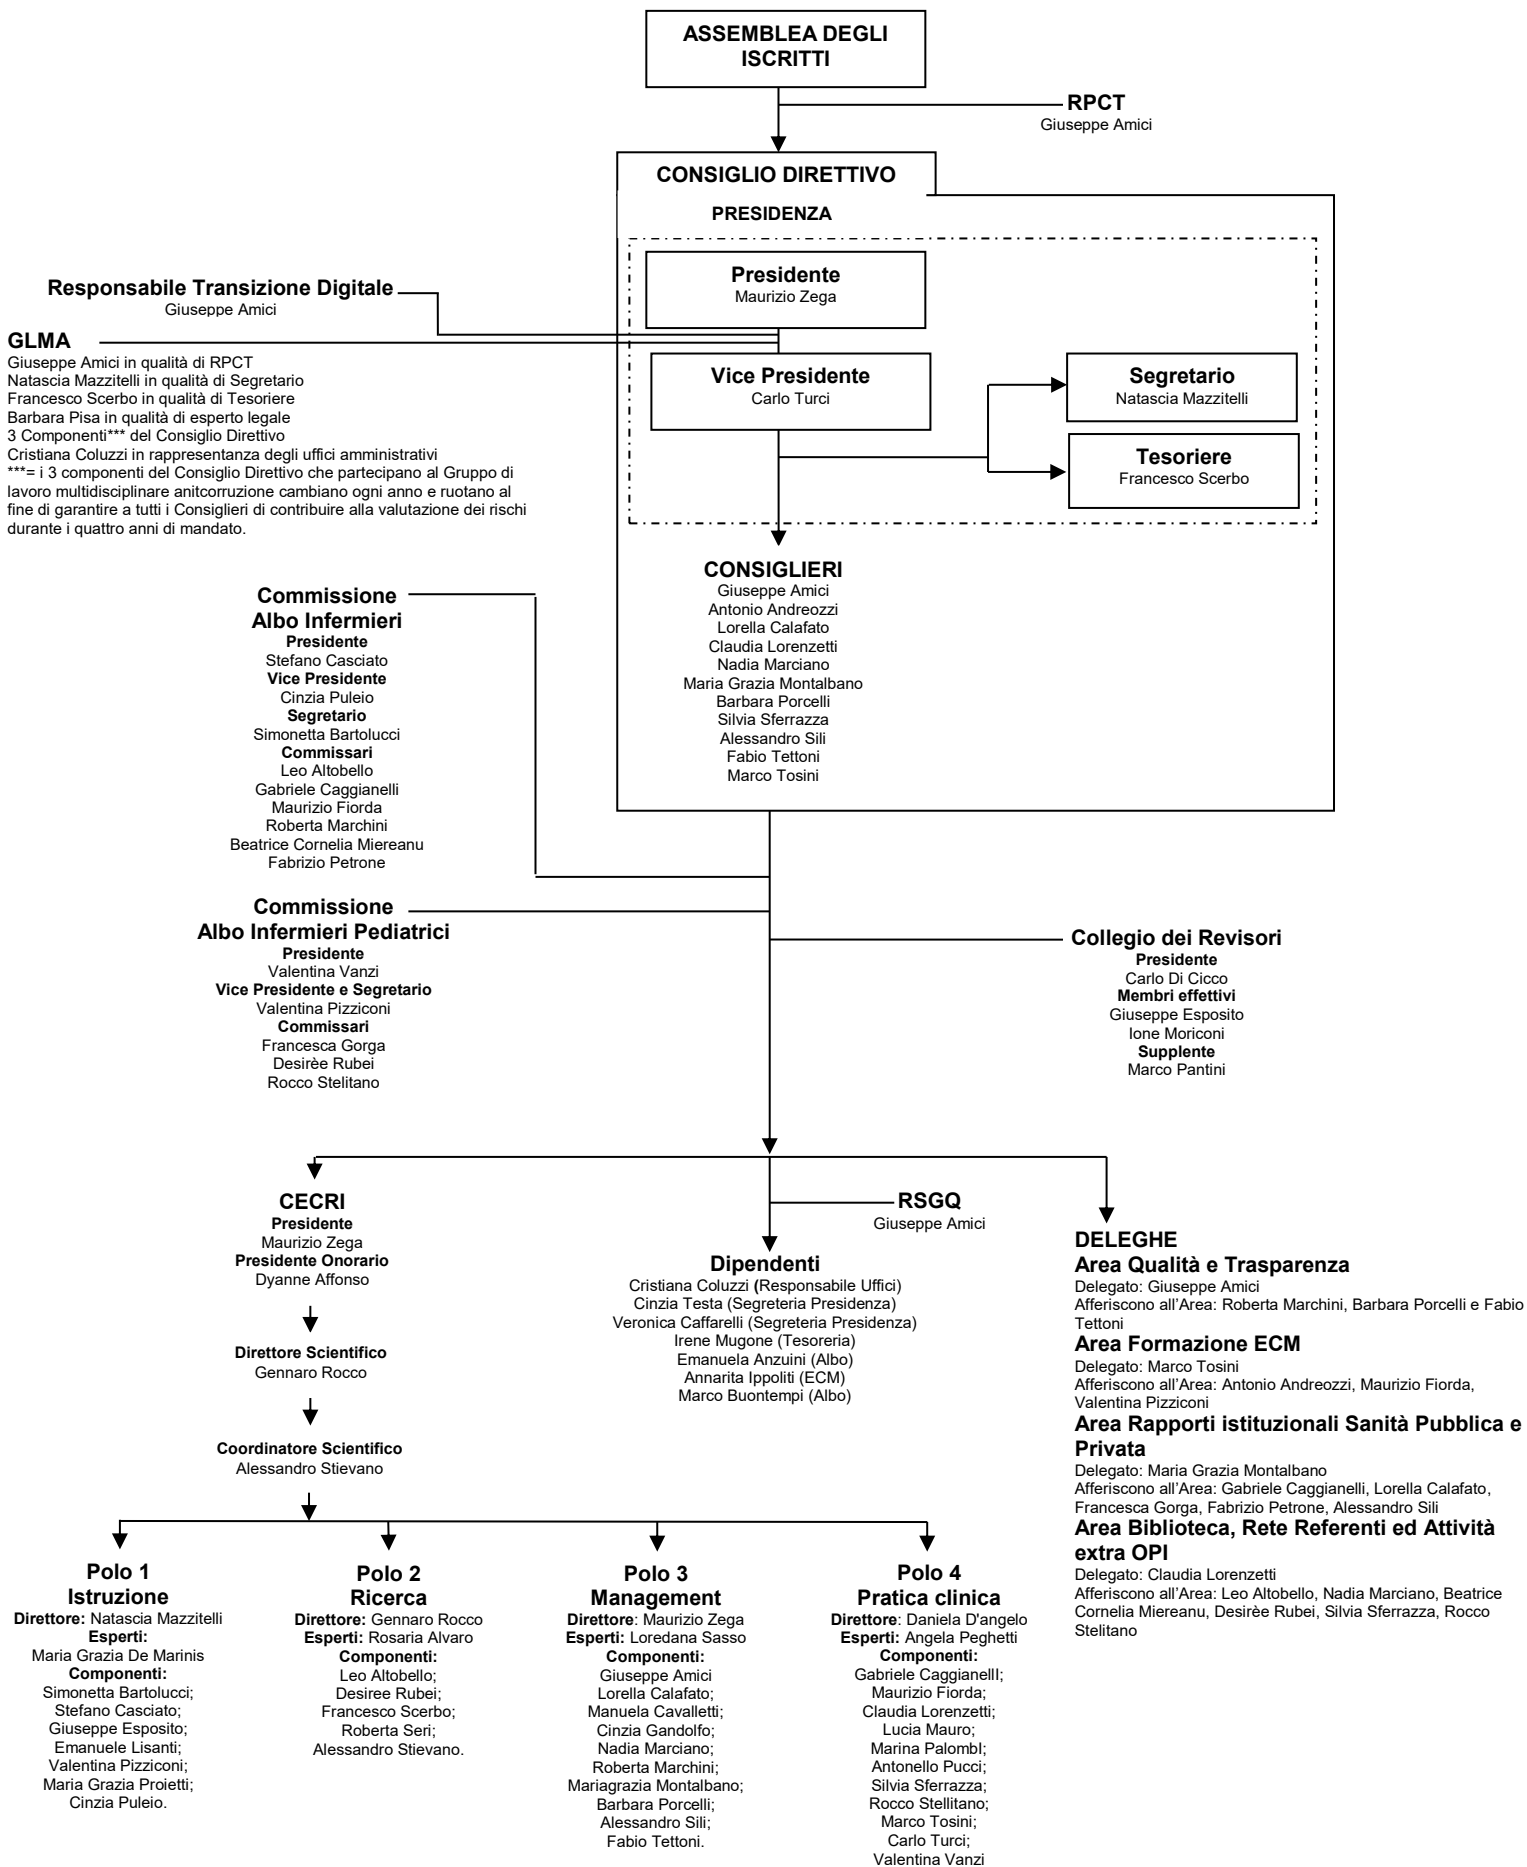 ASSEMBLEA DEGLI
ISCRITTI
RPCT
Giuseppe Amici
CONSIGLIO DIRETTIVO
PRESIDENZA
Presidente
Maurizio Zega
Responsabile Transizione Digitale
Giuseppe Amici
GLMA
Giuseppe Amici in qualità di RPCT
Natascia Mazzitelli in qualità di Segretario
Francesco Scerbo in qualità di Tesoriere
Barbara Pisa in qualità di esperto legale
3 Componenti*** del Consiglio Direttivo
Cristiana Coluzzi in rappresentanza degli uffici amministrativi
***= i 3 componenti del Consiglio Direttivo che partecipano al Gruppo di
lavoro multidisciplinare anitcorruzione cambiano ogni anno e ruotano al
fine di garantire a tutti i Consiglieri di contribuire alla valutazione dei rischi
durante i quattro anni di mandato.
Vice Presidente
Carlo Turci
Segretario
Natascia Mazzitelli
Tesoriere
Francesco Scerbo
CONSIGLIERI
Giuseppe Amici
Antonio Andreozzi
Lorella Calafato
Claudia Lorenzetti
Nadia Marciano
Maria Grazia Montalbano
Barbara Porcelli
Silvia Sferrazza
Alessandro Sili
Fabio Tettoni
Marco Tosini
Commissione
Albo Infermieri
Presidente
Stefano Casciato
Vice Presidente
Cinzia Puleio
Segretario
Simonetta Bartolucci
Commissari
Leo Altobello
Gabriele Caggianelli
Maurizio Fiorda
Roberta Marchini
Beatrice Cornelia Miereanu
Fabrizio Petrone
Commissione
Albo Infermieri Pediatrici
Presidente
Valentina Vanzi
Vice Presidente e Segretario
Valentina Pizziconi
Commissari
Francesca Gorga
Desirèe Rubei
Rocco Stelitano
Collegio dei Revisori
Presidente
Carlo Di Cicco
Membri effettivi
Giuseppe Esposito
Ione Moriconi
Supplente
Marco Pantini
CECRI
Presidente
Maurizio Zega
Presidente Onorario
Dyanne Affonso
Direttore Scientifico
Gennaro Rocco
Coordinatore Scientifico
Alessandro Stievano
RSGQ
Giuseppe Amici
Dipendenti
Cristiana Coluzzi (Responsabile Uffici)
Cinzia Testa (Segreteria Presidenza)
Veronica Caffarelli (Segreteria Presidenza)
Irene Mugone (Tesoreria)
Emanuela Anzuini (Albo)
Annarita Ippoliti (ECM)
Marco Buontempi (Albo)
DELEGHE
Area Qualità e Trasparenza
Delegato: Giuseppe Amici
Afferiscono all'Area: Roberta Marchini, Barbara Porcelli e Fabio
Tettoni
Area Formazione ECM
Delegato: Marco Tosini
Afferiscono all'Area: Antonio Andreozzi, Maurizio Fiorda,
Valentina Pizziconi
Area Rapporti istituzionali Sanità Pubblica e
Privata
Delegato: Maria Grazia Montalbano
Afferiscono all'Area: Gabriele Caggianelli, Lorella Calafato,
Francesca Gorga, Fabrizio Petrone, Alessandro Sili
Area Biblioteca, Rete Referenti ed Attività
extra OPI
Delegato: Claudia Lorenzetti
Afferiscono all'Area: Leo Altobello, Nadia Marciano, Beatrice
Cornelia Miereanu, Desirèe Rubei, Silvia Sferrazza, Rocco
Stelitano
Polo 1
Istruzione
Direttore: Natascia Mazzitelli
Esperti:
Maria Grazia De Marinis
Componenti:
Simonetta Bartolucci;
Stefano Casciato;
Giuseppe Esposito;
Emanuele Lisanti;
Valentina Pizziconi;
Maria Grazia Proietti;
Cinzia Puleio.
Polo 2
Ricerca
Direttore: Gennaro Rocco
Esperti: Rosaria Alvaro
Componenti:
Leo Altobello;
Desiree Rubei;
Francesco Scerbo;
Roberta Seri;
Alessandro Stievano.
Polo 3
Management
Direttore: Maurizio Zega
Esperti: Loredana Sasso
Componenti:
Giuseppe Amici
Lorella Calafato;
Manuela Cavalletti;
Cinzia Gandolfo;
Nadia Marciano;
Roberta Marchini;
Mariagrazia Montalbano;
Barbara Porcelli;
Alessandro Sili;
Fabio Tettoni.
Polo 4
Pratica clinica
Direttore: Daniela D'angelo
Esperti: Angela Peghetti
Componenti:
Gabriele CaggianellI;
Maurizio Fiorda;
Claudia Lorenzetti;
Lucia Mauro;
Marina PalombI;
Antonello Pucci;
Silvia Sferrazza;
Rocco Stellitano;
Marco Tosini;
Carlo Turci;
Valentina Vanzi